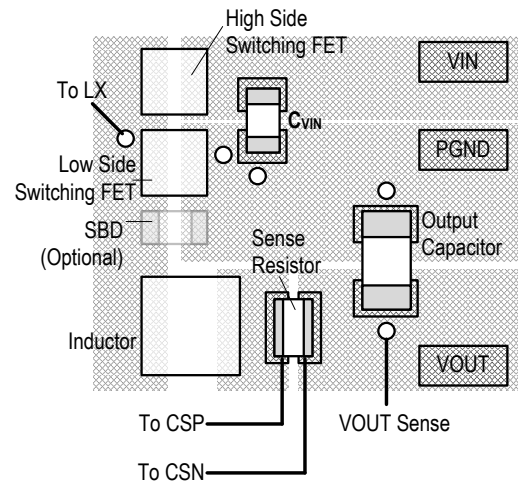 High Side
Switching FET
VIN
To LX
CVIN
PGND
Low Side
Switching FET
SBD
(Optional)
Sense
Resistor
Output
Capacitor
Inductor
VOUT
To CSP
VOUT Sense
To CSN